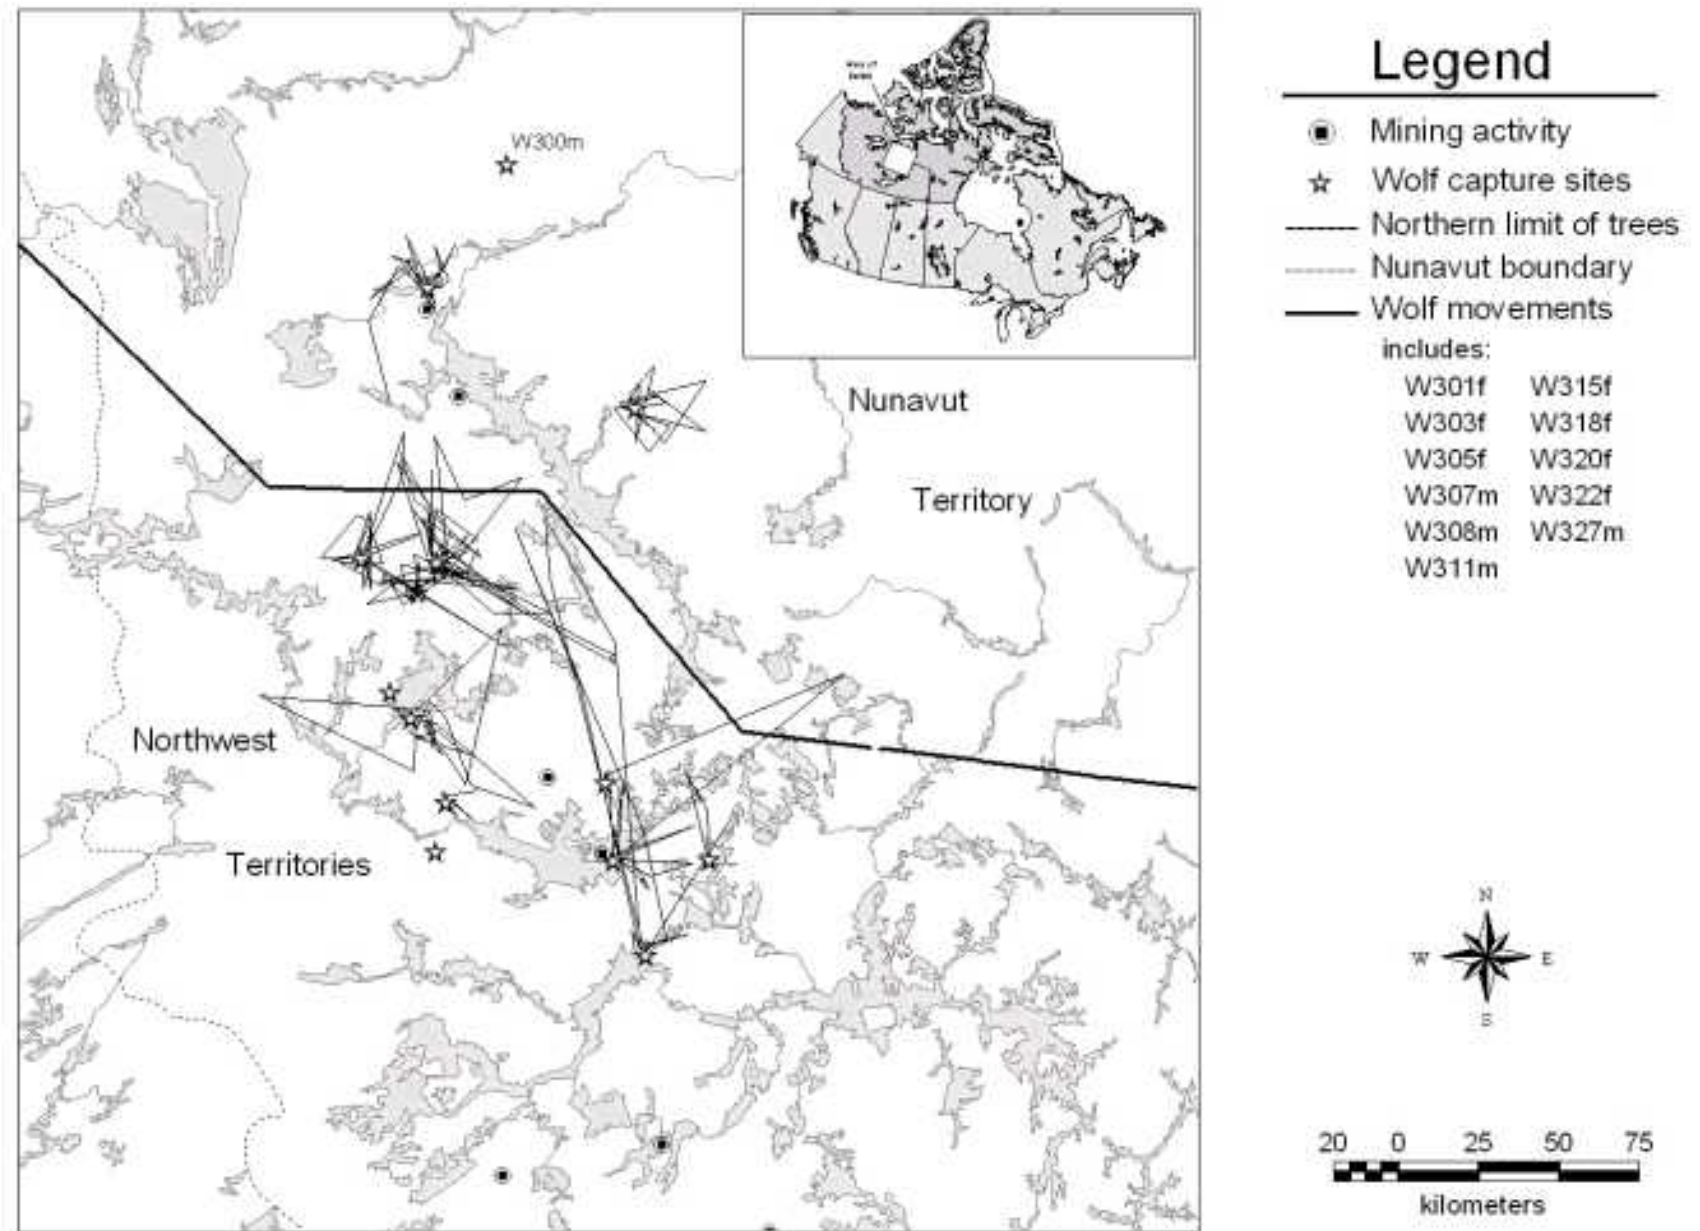 Legend
Mining activity
Wolf capture sites
Northern limit of trees
Nunavut boundary
Wolf movements
includes:
W301f W315f
W303f W318f
W305f W320f
W307m W322f
W308m W327m
W311m
W300m
Nunavut
Territory
Northwest
Territories
N
W E
S
20 0 25 50 75
kilometers